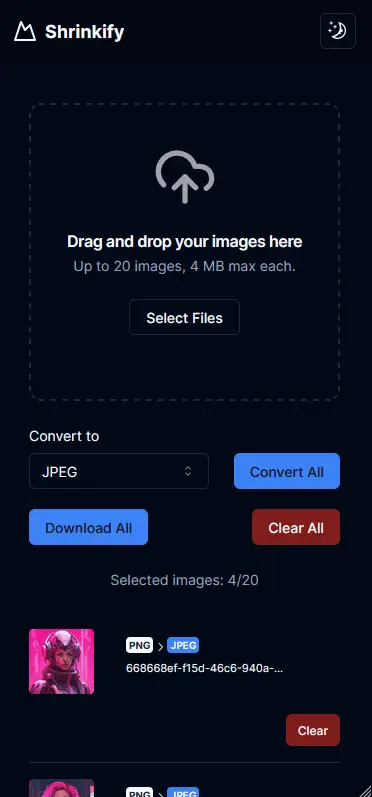 Shrinkify
Drag and drop your images here
Up to 20 images, 4 MB max each.
Select Files
Convert to
JPEG
Convert All
Download All
Clear All
Selected images: 4/20
PNG > JPEG
668668ef-f15d-46c6-940a-...
Clear
PNG > JPEG